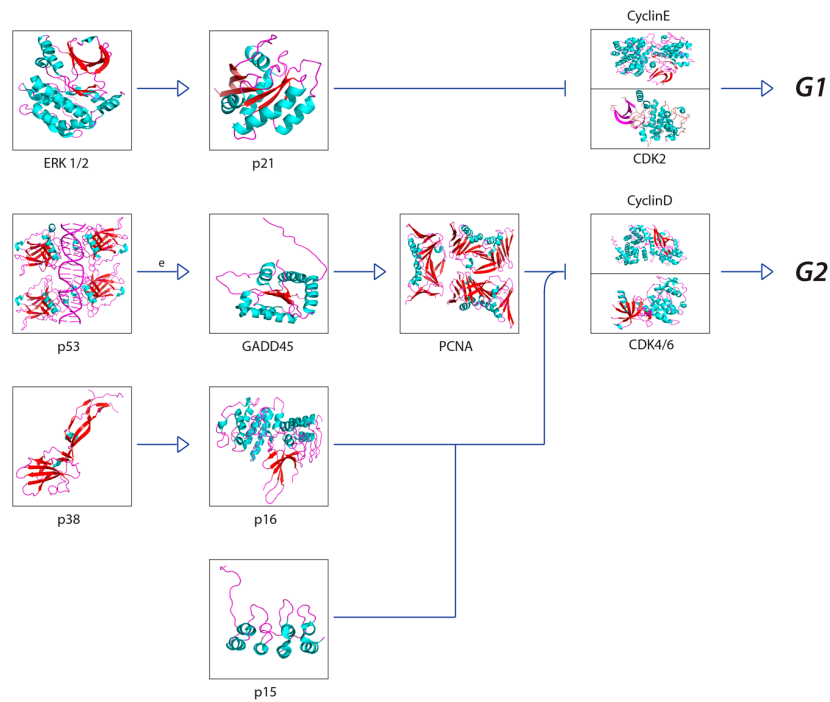 CyclinE
G1
ERK 1/2
p21
CDK2
CyclinD
e
G2
p53
GADD45
PCNA
CDK4/6
p38
p16
p15